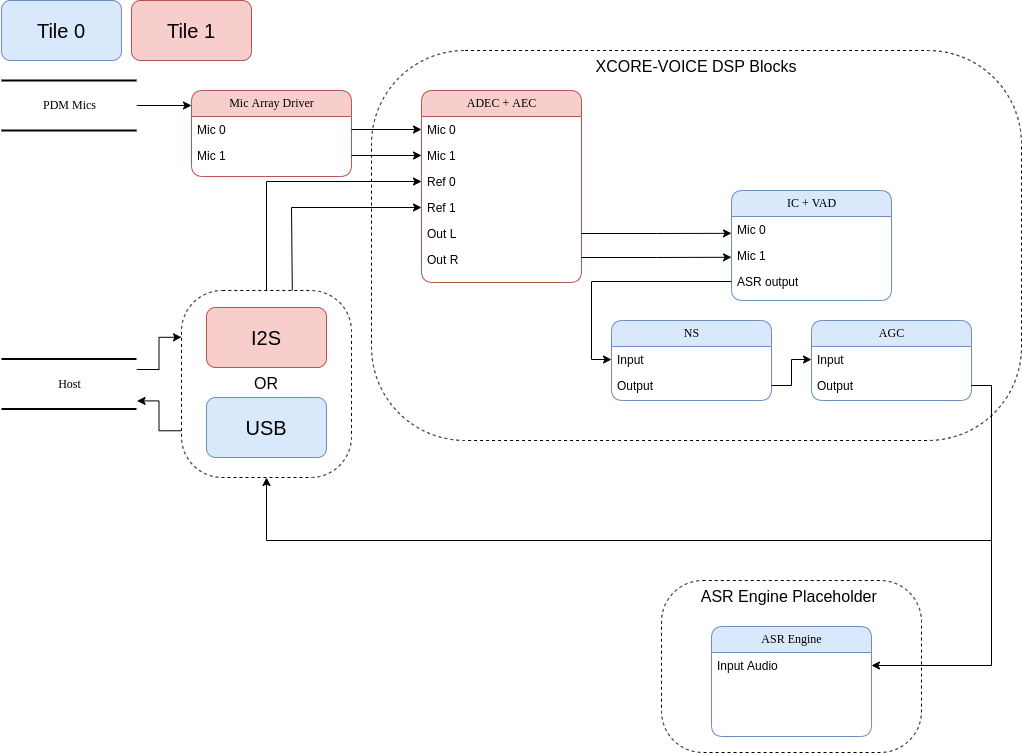 Tile 0
Tile 1
PDM Mics
Mic Array Driver
Mic 0
Mic 1
XCORE-VOICE DSP Blocks
ADEC + AEC
Mic 0
Mic 1
Ref 0
Ref 1
Out L
Out R
IC + VAD
Mic 0
Mic 1
ASR output
NS
Input
Output
AGC
Input
Output
Host
I2S
OR
USB
ASR Engine Placeholder
ASR Engine
Input Audio